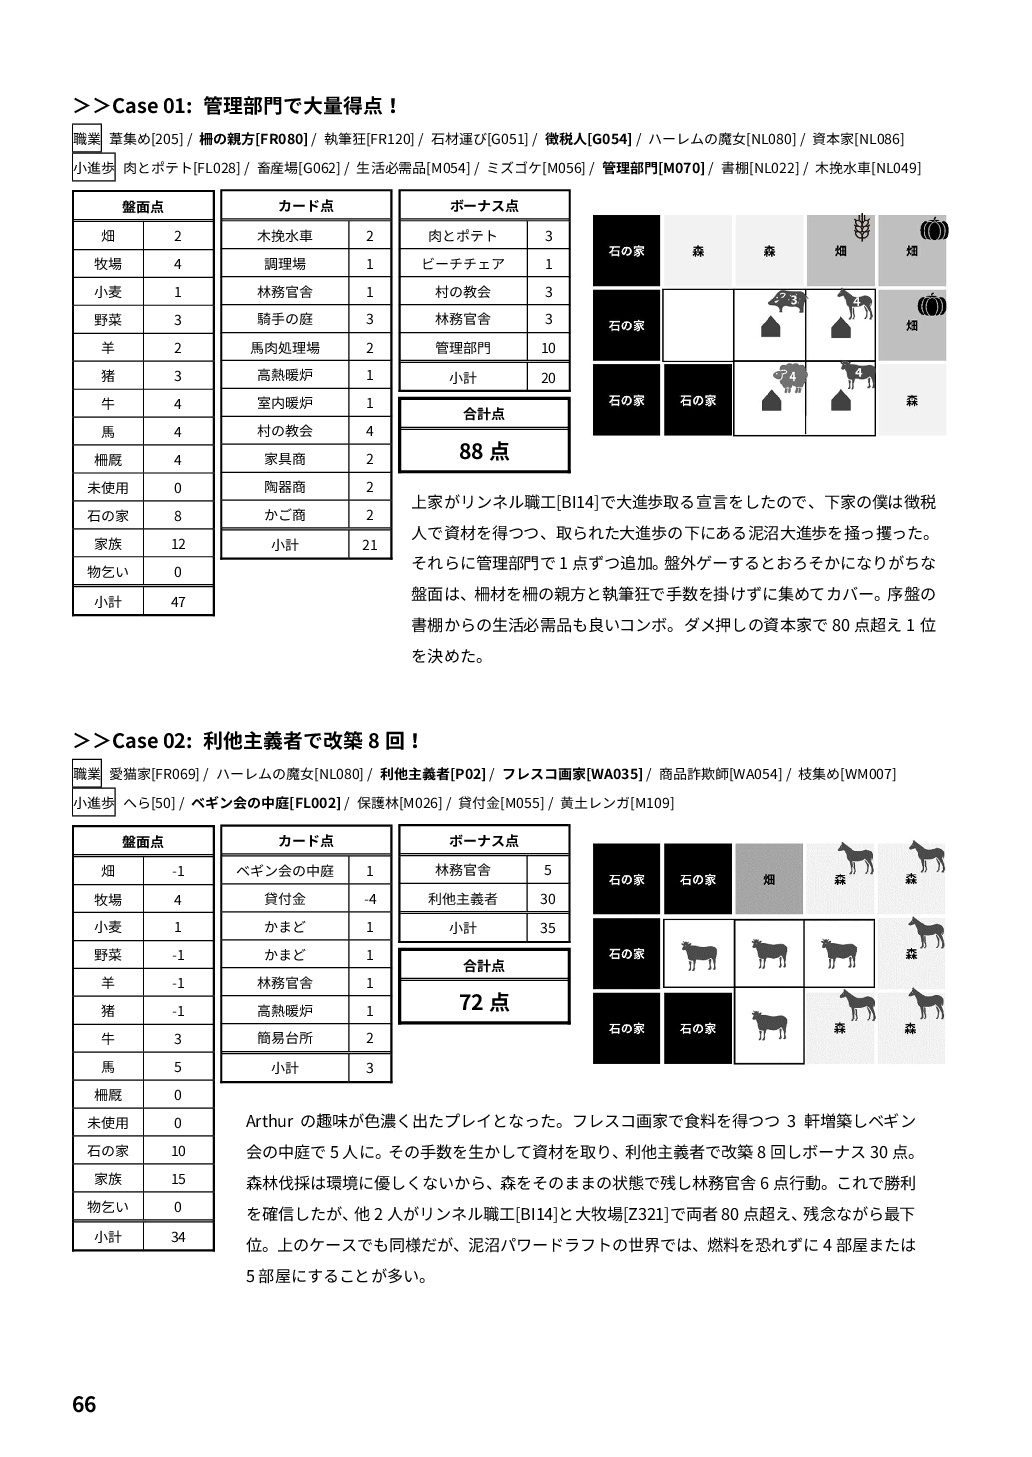 ＞＞Case 01: 管理部門で大量得点！
職業 葦集め[205] / 柵の親方[FR080] / 執筆狂[FR120] / 石材運び[G051] / 徴税人[G054] / ハーレムの魔女[NL080] / 資本家[NL086]
小進歩 肉とポテト[FL028] / 畜産場[G062] / 生活必需品[M054] / ミズゴケ[M056] / 管理部門[M070] / 書棚[NL022] / 木挽水車[NL049]
盤面点
畑 2
牧場 4
小麦 1
野菜 3
羊 2
猪 3
牛 4
馬 4
柵厩 4
未使用 0
石の家 8
家族 12
物乞い 0
小計 47
カード点
木挽水車 2
調理場 1
林務官舎 1
騎手の庭 3
馬肉処理場 2
高熱暖炉 1
室内暖炉 1
村の教会 4
家具商 2
陶器商 2
かご商 2
小計 21
ボーナス点
肉とポテト 3
ビーチチェア 1
村の教会 3
林務官舎 3
管理部門 10
小計 20
合計点
88 点
石の家 森 森 畑 畑
石の家 3 4 畑
石の家 石の家 4 4 森
上家がリンネル職工[BI14]で大進歩取る宣言をしたので、下家の僕は徴税
人で資材を得つつ、取られた大進歩の下にある泥沼大進歩を掻っ攫った。
それらに管理部門で 1 点ずつ追加。盤外ゲーするとおろそかになりがちな
盤面は、柵材を柵の親方と執筆狂で手数を掛けずに集めてカバー。序盤の
書棚からの生活必需品も良いコンボ。ダメ押しの資本家で 80 点超え 1 位
を決めた。
＞＞Case 02: 利他主義者で改築 8 回！
職業 愛猫家[FR069] / ハーレムの魔女[NL080] / 利他主義者[P02] / フレスコ画家[WA035] / 商品詐欺師[WA054] / 枝集め[WM007]
小進歩 へら[50] / ベギン会の中庭[FL002] / 保護林[M026] / 貸付金[M055] / 黄土レンガ[M109]
盤面点
畑 -1
牧場 4
小麦 1
野菜 -1
羊 -1
猪 -1
牛 3
馬 5
柵厩 0
未使用 0
石の家 10
家族 15
物乞い 0
小計 34
カード点
ベギン会の中庭 1
貸付金 -4
かまど 1
かまど 1
林務官舎 1
高熱暖炉 1
簡易台所 2
小計 3
ボーナス点
林務官舎 5
利他主義者 30
小計 35
合計点
72 点
石の家 石の家 畑 森 森
石の家 森
石の家 石の家 森 森
Arthur の趣味が色濃く出たプレイとなった。フレスコ画家で食料を得つつ 3 軒増築しベギン
会の中庭で 5 人に。その手数を生かして資材を取り、利他主義者で改築 8 回しボーナス 30 点。
森林伐採は環境に優しくないから、森をそのままの状態で残し林務官舎 6 点行動。これで勝利
を確信したが、他 2 人がリンネル職工[BI14]と大牧場[Z321]で両者 80 点超え、残念ながら最下
位。上のケースでも同様だが、泥沼パワードラフトの世界では、燃料を恐れずに 4 部屋または
5 部屋にすることが多い。
66